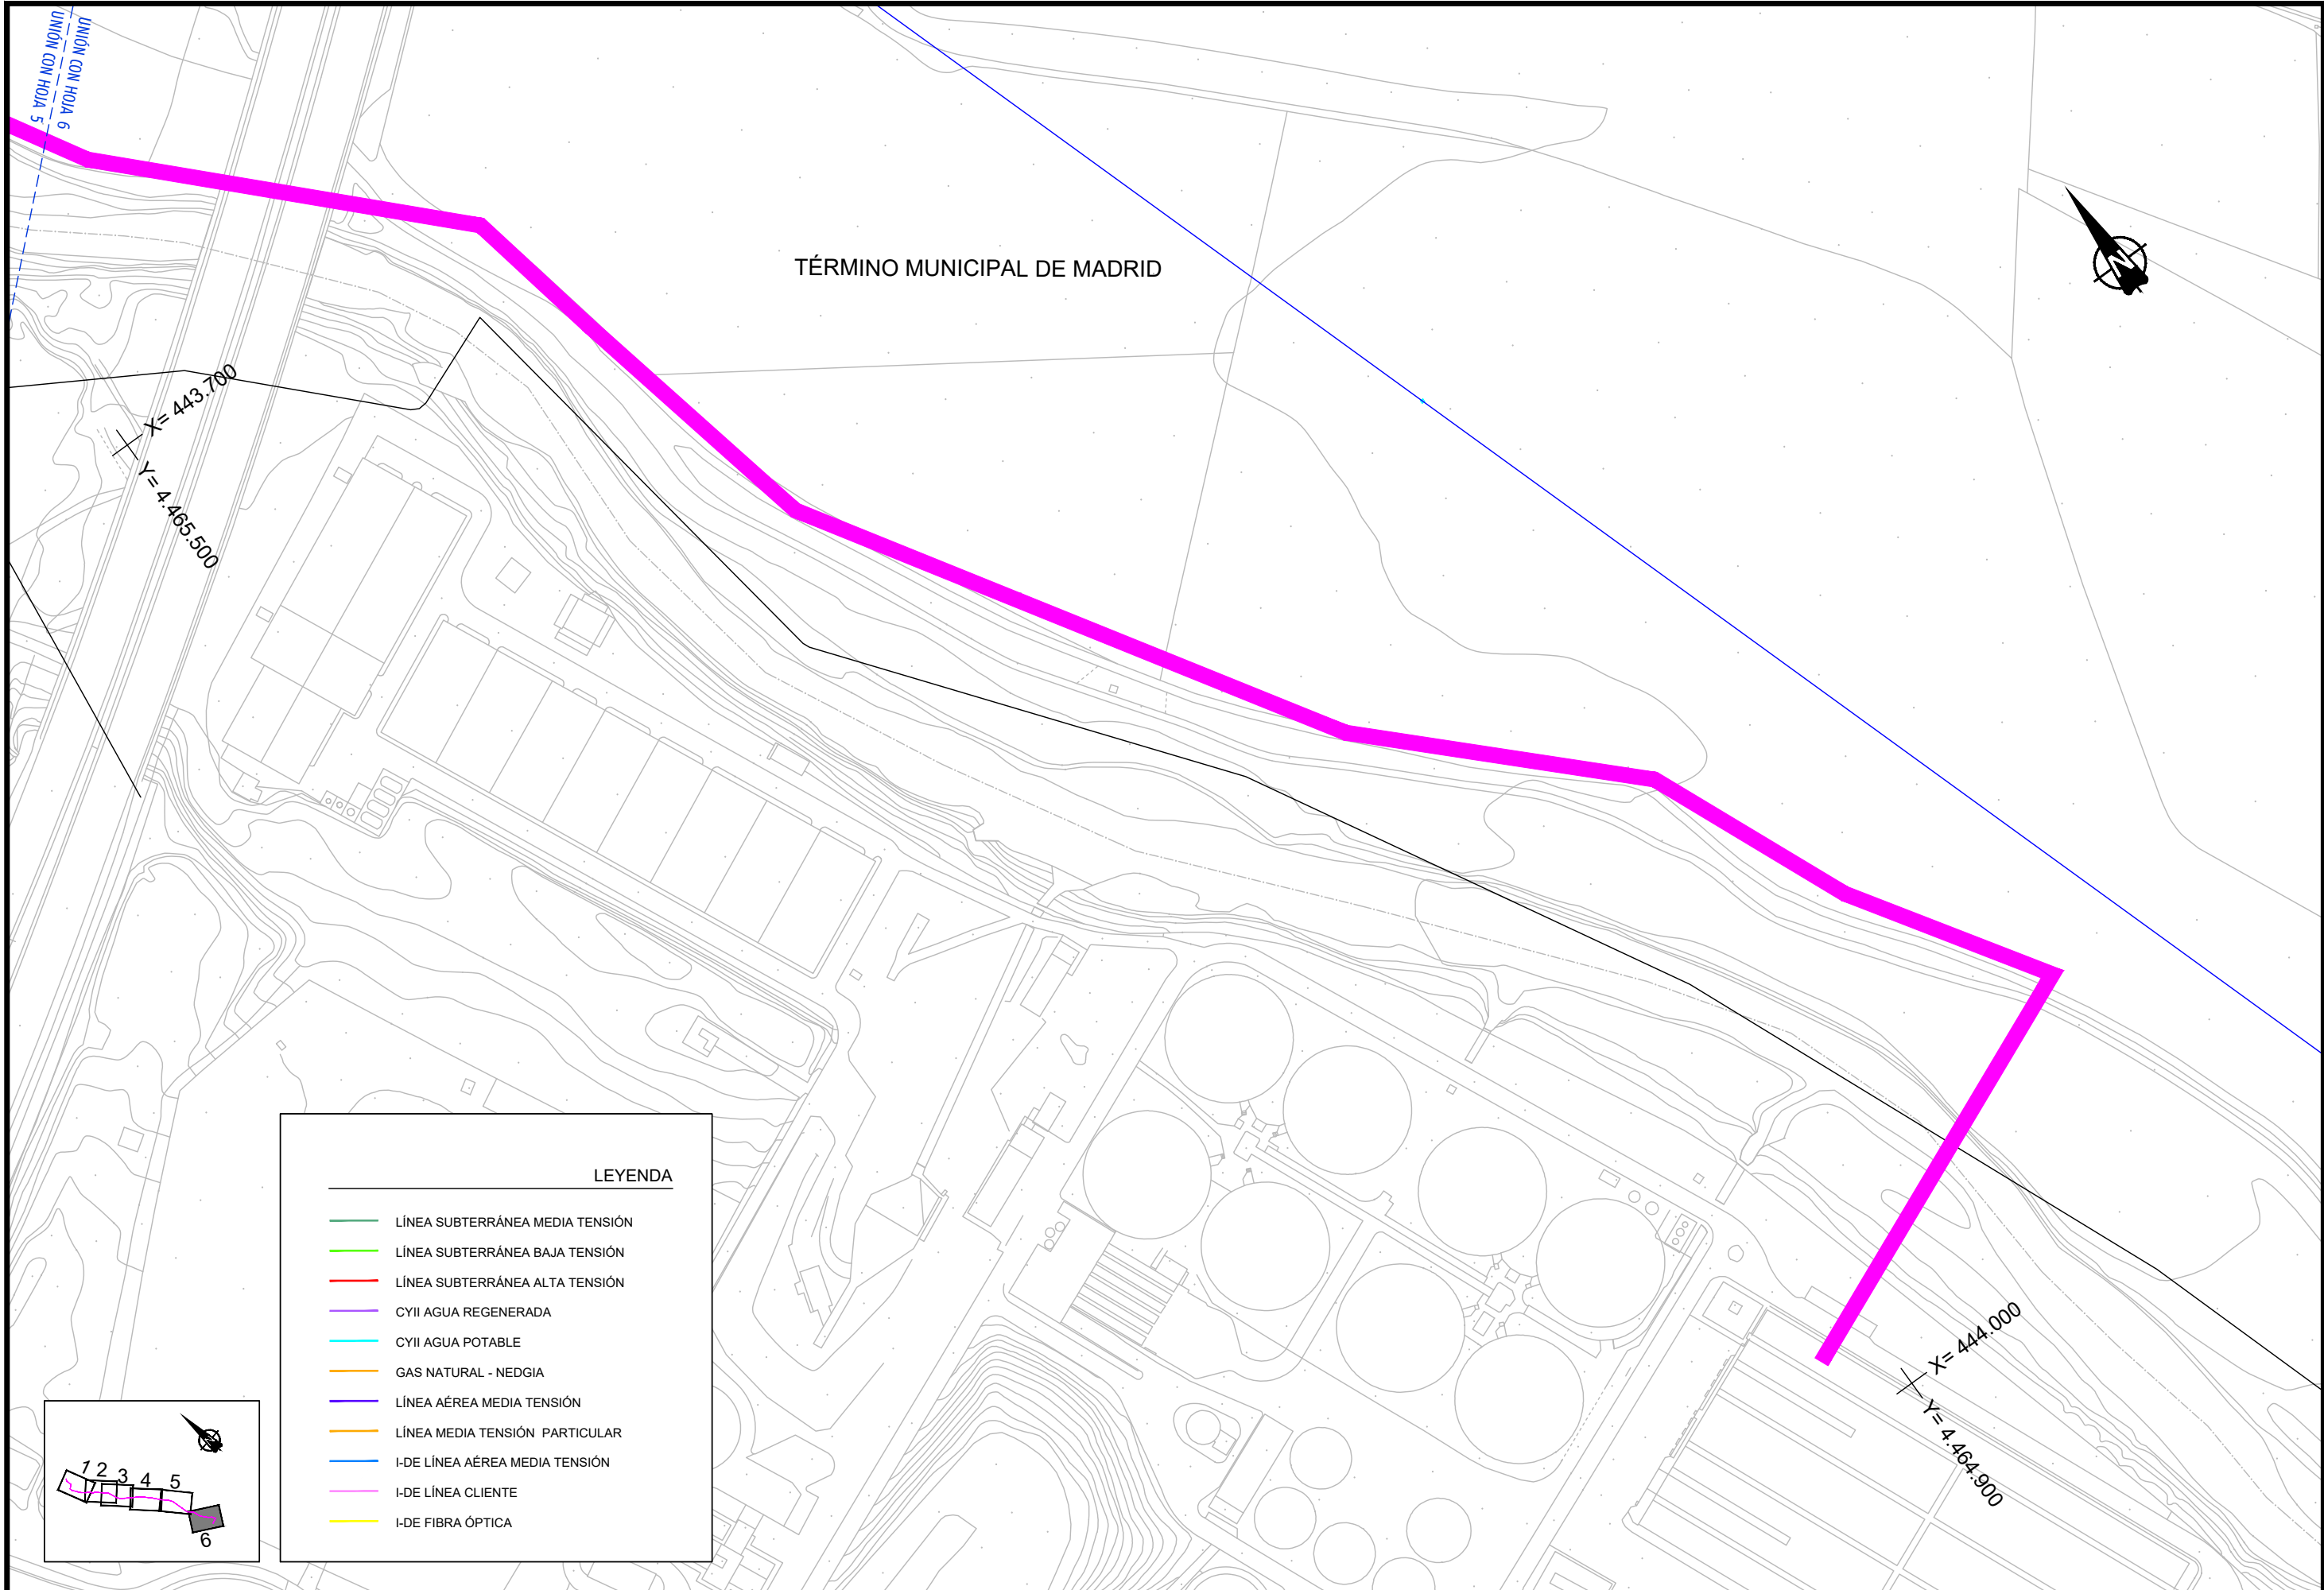 UNIÓN CON HOJA 6
UNIÓN CON HOJA 5
TÉRMINO MUNICIPAL DE MADRID
N
X= 443.700
Y= 4.465.500
LEYENDA
LÍNEA SUBTERRÁNEA MEDIA TENSIÓN
LÍNEA SUBTERRÁNEA BAJA TENSIÓN
LÍNEA SUBTERRÁNEA ALTA TENSIÓN
CYII AGUA REGENERADA
CYII AGUA POTABLE
GAS NATURAL - NEDGIA
LÍNEA AÉREA MEDIA TENSIÓN
LÍNEA MEDIA TENSIÓN PARTICULAR
I-DE LÍNEA AÉREA MEDIA TENSIÓN
I-DE LÍNEA CLIENTE
I-DE FIBRA ÓPTICA
1 2 3 4 5
6
X= 444.000
Y= 4.464.900